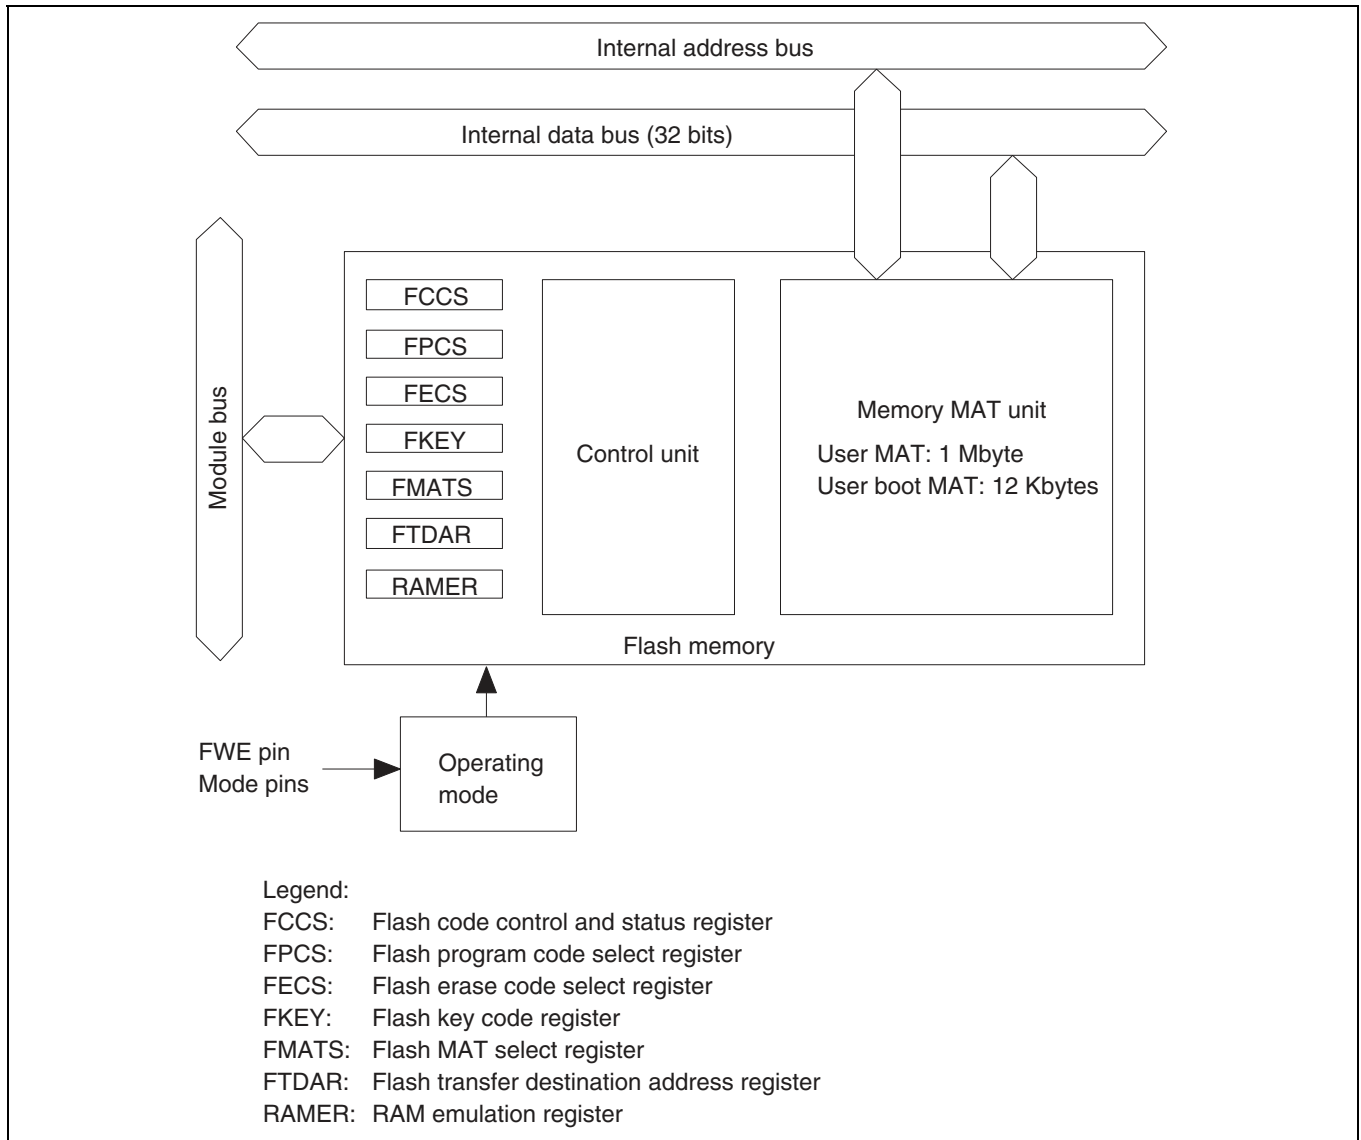 Internal address bus
Internal data bus (32 bits)
Module bus
FCCS
FPCS
FECS
FKEY
FMATS
FTDAR
RAMER
Control unit
Memory MAT unit
User MAT: 1 Mbyte
User boot MAT: 12 Kbytes
Flash memory
FWE pin
Mode pins
Operating
mode
Legend:
FCCS: Flash code control and status register
FPCS: Flash program code select register
FECS: Flash erase code select register
FKEY: Flash key code register
FMATS: Flash MAT select register
FTDAR: Flash transfer destination address register
RAMER: RAM emulation register